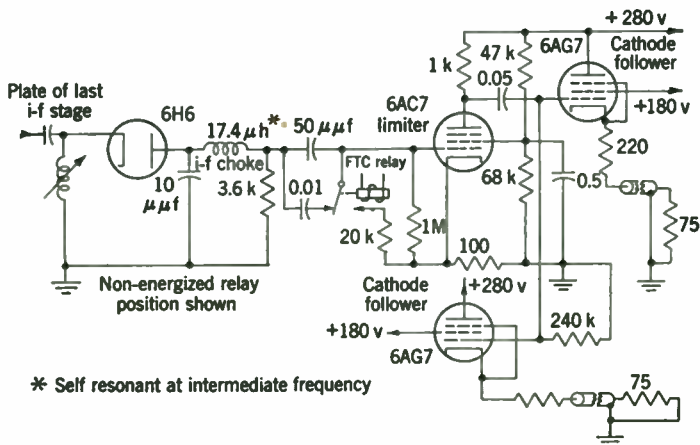 + 280 v
6AG7
Cathode
follower
47 k
1 k
0.05
+180 v
Plate of last
i-f stage
6H6
17.4 μh*
50 μμf
6AC7
limiter
i-f choke
FTC relay
220
10
μμf
3.6 k
0.01
68 k
0.5
75
20 k
1M
100
Non-energized relay
position shown
Cathode
follower
+280 v
+180 v
6AG7
240 k
* Self resonant at intermediate frequency
75